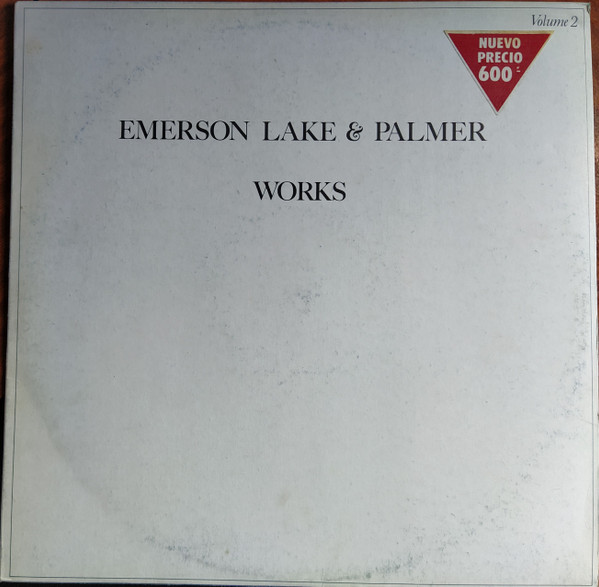 Volume 2
NUEVO
PRECIO
600
EMERSON LAKE & PALMER
WORKS